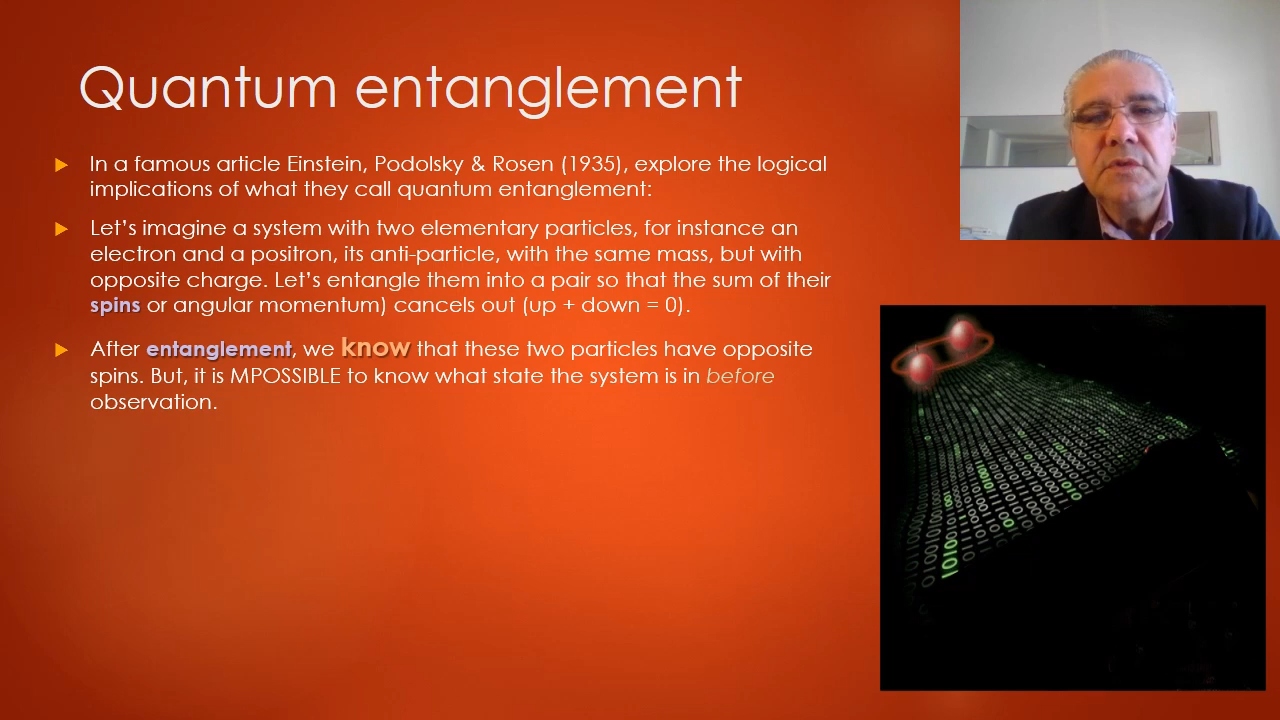 Quantum entanglement
In a famous article Einstein, Podolsky & Rosen (1935), explore the logical
implications of what they call quantum entanglement:
Let's imagine a system with two elementary particles, for instance an
electron and a positron, its anti-particle, with the same mass, but with
opposite charge. Let's entangle them into a pair so that the sum of their
spins or angular momentum) cancels out (up + down = 0).
After entanglement, we know that these two particles have opposite
spins. But, it is MPOSSIBLE to know what state the system is in before
observation.